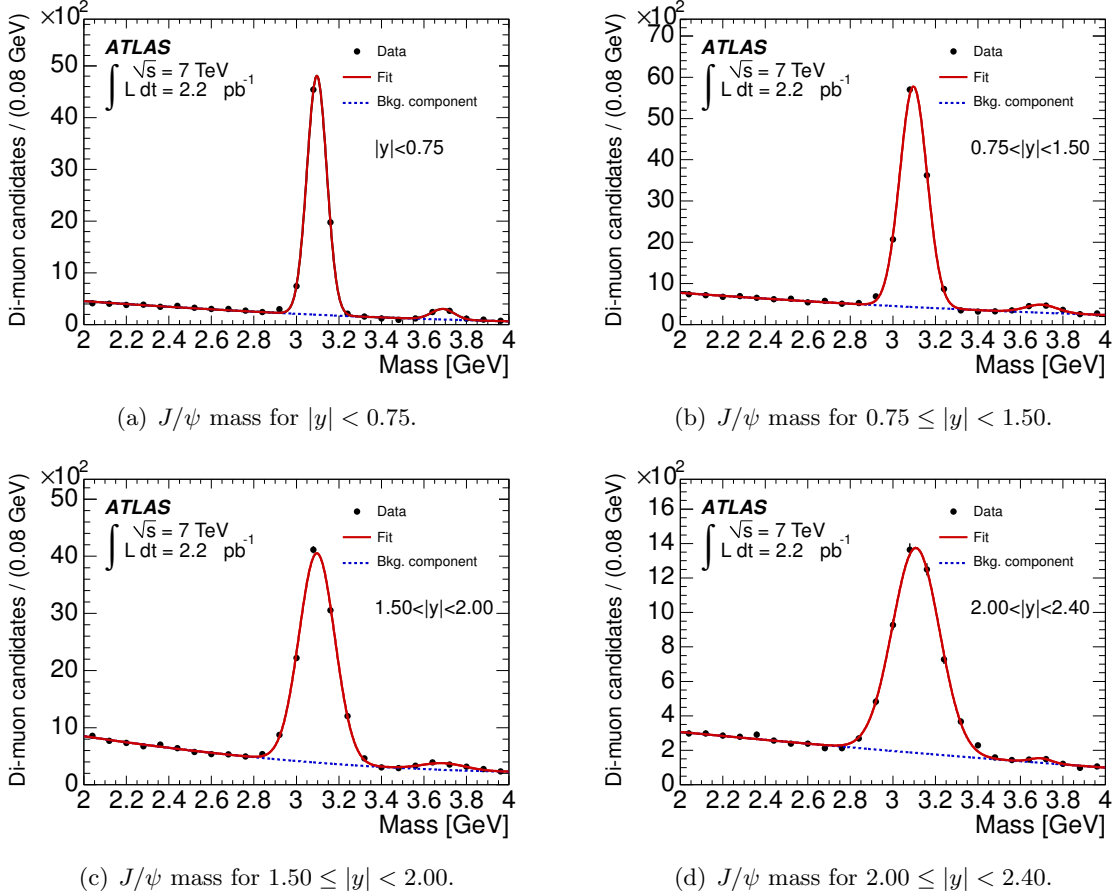 ×10²
Di-muon candidates / (0.08 GeV)
ATLAS
√s = 7 TeV
∫ L dt = 2.2 pb⁻¹
Data
Fit
Bkg. component
|y|<0.75
50
40
30
20
10
0
2 2.2 2.4 2.6 2.8 3 3.2 3.4 3.6 3.8 4
Mass [GeV]
(a) J/ψ mass for |y| < 0.75.
×10²
Di-muon candidates / (0.08 GeV)
ATLAS
√s = 7 TeV
∫ L dt = 2.2 pb⁻¹
Data
Fit
Bkg. component
0.75<|y|<1.50
70
60
50
40
30
20
10
0
2 2.2 2.4 2.6 2.8 3 3.2 3.4 3.6 3.8 4
Mass [GeV]
(b) J/ψ mass for 0.75 ≤ |y| < 1.50.
×10²
Di-muon candidates / (0.08 GeV)
ATLAS
√s = 7 TeV
∫ L dt = 2.2 pb⁻¹
Data
Fit
Bkg. component
1.50<|y|<2.00
50
40
30
20
10
0
2 2.2 2.4 2.6 2.8 3 3.2 3.4 3.6 3.8 4
Mass [GeV]
(c) J/ψ mass for 1.50 ≤ |y| < 2.00.
×10²
Di-muon candidates / (0.08 GeV)
ATLAS
√s = 7 TeV
∫ L dt = 2.2 pb⁻¹
Data
Fit
Bkg. component
2.00<|y|<2.40
16
14
12
10
8
6
4
2
0
2 2.2 2.4 2.6 2.8 3 3.2 3.4 3.6 3.8 4
Mass [GeV]
(d) J/ψ mass for 2.00 ≤ |y| < 2.40.